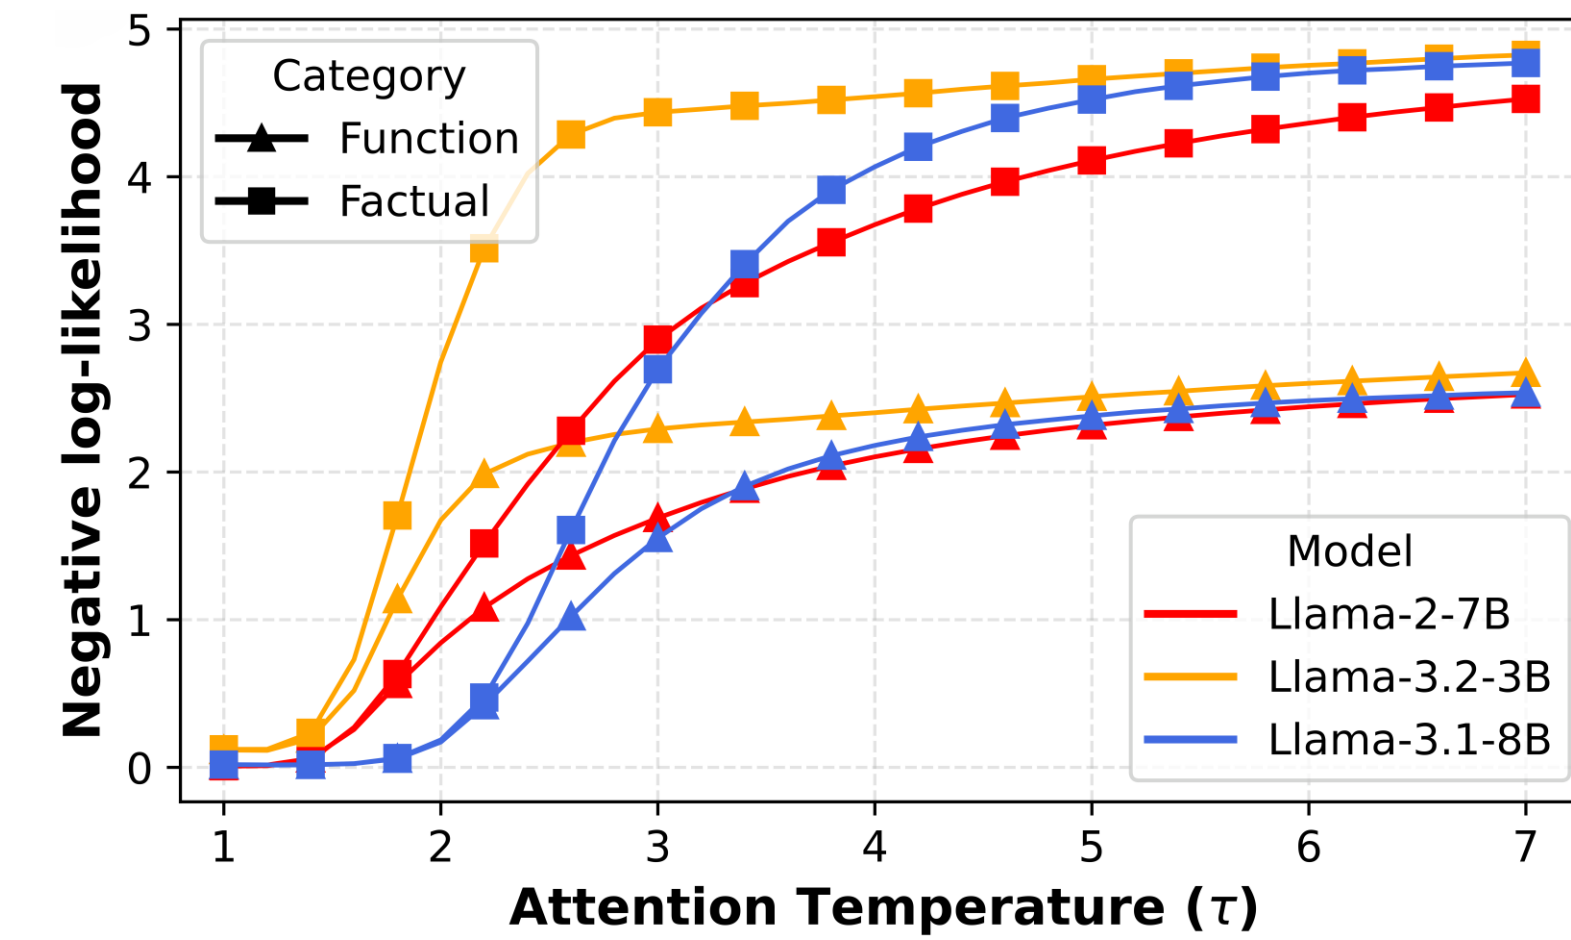 Negative log-likelihood
5
4
3
2
1
0
Category
Function
Factual
Model
Llama-2-7B
Llama-3.2-3B
Llama-3.1-8B
1 2 3 4 5 6 7
Attention Temperature (τ)